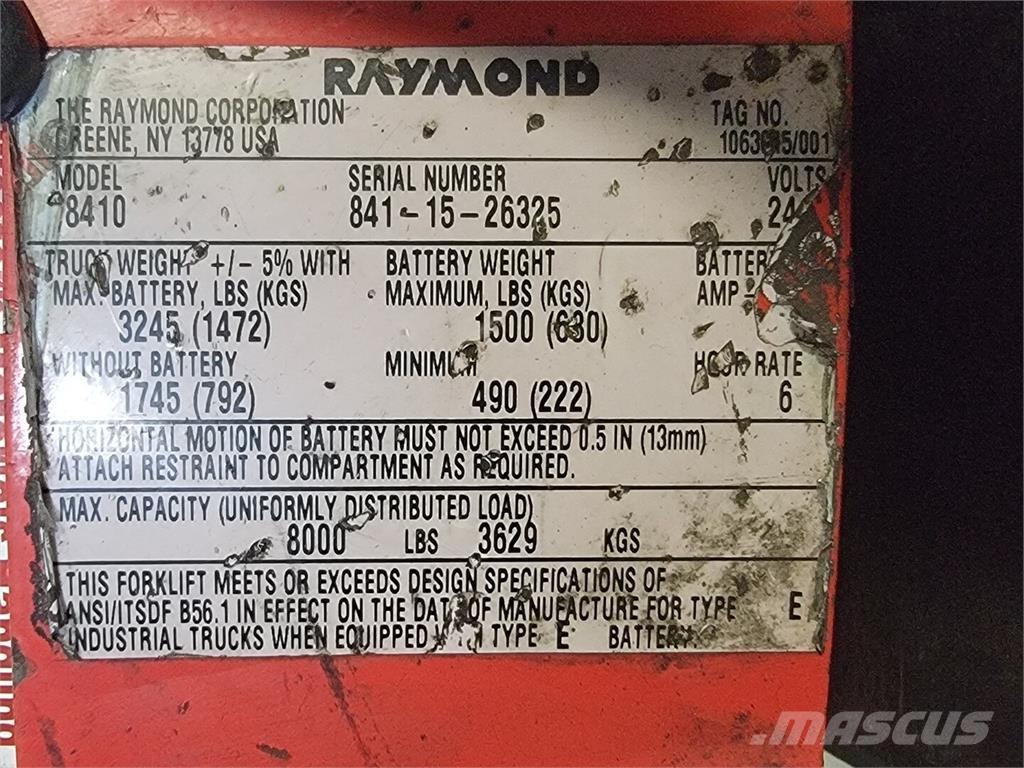 RAYMOND
THE RAYMOND CORPORATION
GREENE, NY 13778 USA
TAG NO.
MODEL SERIAL NUMBER VOLTS
8410 841-15-26325 24
TRUCK WEIGHT +/- 5% WITH BATTERY WEIGHT BATTERY
MAX. BATTERY, LBS (KGS) MAXIMUM, LBS (KGS) AMP-
3245 (1472) 1500
WITHOUT BATTERY MINIMUM HOUR RATE
1745 (792) 490 (222) 6
HORIZONTAL MOTION OF BATTERY MUST NOT EXCEED 0.5 IN (13mm)
ATTACH RESTRAINT TO COMPARTMENT AS REQUIRED.
MAX. CAPACITY (UNIFORMLY DISTRIBUTED LOAD)
8000 LBS 3629 KGS
THIS FORKLIFT MEETS OR EXCEEDS DESIGN SPECIFICATIONS OF
ANSI/ITSDF B56.1 IN EFFECT ON THE DATE OF MANUFACTURE FOR TYPE E
INDUSTRIAL TRUCKS WHEN EQUIPPED WITH TYPE E BATTERY.
MASCUS